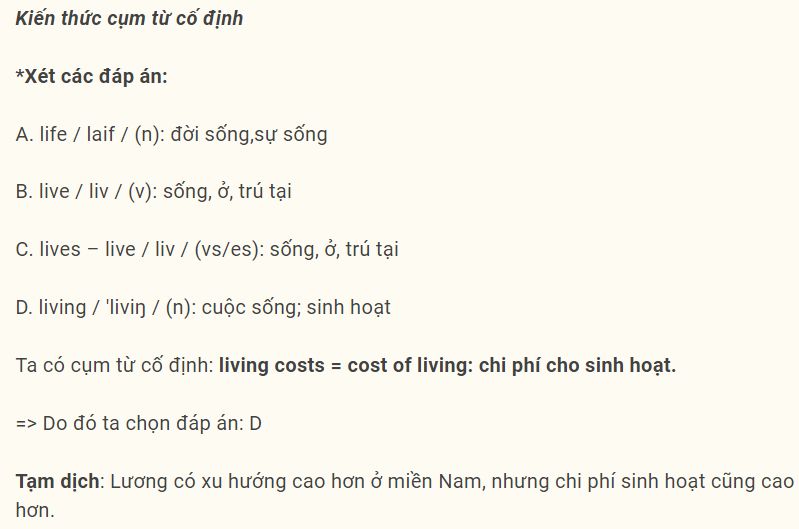 Kiến thức cụm từ cố định
*Xét các đáp án:
A. life / laif / (n): đời sống,sự sống
B. live / liv / (v): sống, ở, trú tại
C. lives – live / liv / (vs/es): sống, ở, trú tại
D. living / 'liviŋ / (n): cuộc sống; sinh hoạt
Ta có cụm từ cố định: living costs = cost of living: chi phí cho sinh hoạt.
=> Do đó ta chọn đáp án: D
Tạm dịch: Lương có xu hướng cao hơn ở miền Nam, nhưng chi phí sinh hoạt cũng cao
hơn.